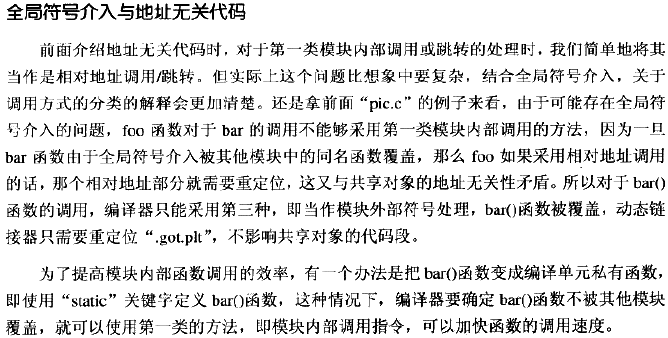 全局符号介入与地址无关代码
前面介绍地址无关代码时，对于第一类模块内部调用或跳转的处理时，我们简单地将其
当作是相对地址调用/跳转。但实际上这个问题比想象中要复杂，结合全局符号介入，关于
调用方式的分类的解释会更加清楚。还是拿前面“pic.c”的例子来看，由于可能存在全局符
号介入的问题，foo 函数对于 bar 的调用不能够采用第一类模块内部调用的方法，因为一旦
bar 函数由于全局符号介入被其他模块中的同名函数覆盖，那么 foo 如果采用相对地址调用
的话，那个相对地址部分就需要重定位，这又与共享对象的地址无关性矛盾。所以对于 bar()
函数的调用，编译器只能采用第三种，即当作模块外部符号处理，bar()函数被覆盖，动态链
接器只需要重定位“.got.plt”，不影响共享对象的代码段。
为了提高模块内部函数调用的效率，有一个办法是把 bar()函数变成编译单元私有函数，
即使用“static”关键字定义 bar()函数，这种情况下，编译器要确定 bar()函数不被其他模块
覆盖，就可以使用第一类的方法，即模块内部调用指令，可以加快函数的调用速度。